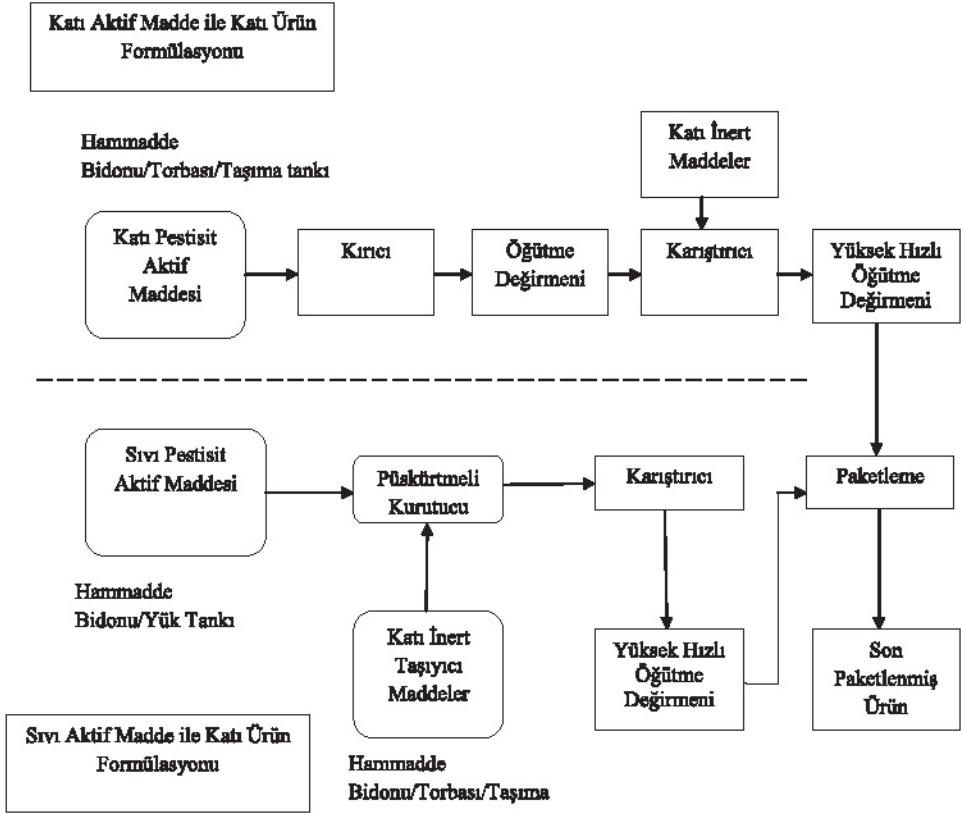 Katı Aktif Madde ile Katı Ürün
Formülasyonu
Hammadde
Bidonu/Torbası/Taşıma tankı
Katı İnert
Maddeler
Katı Pestisit
Aktif
Maddesi
Kırıcı
Öğütme
Değirmeni
Karıştırıcı
Yüksek Hızlı
Öğütme
Değirmeni
Sıvı Pestisit
Aktif Maddesi
Püskürtmeli
Kurutucu
Karıştırıcı
Paketleme
Hammadde
Bidonu/Yük Tankı
Katı İnert
Taşıyıcı
Maddeler
Yüksek Hızlı
Öğütme
Değirmeni
Son
Paketlenmiş
Ürün
Sıvı Aktif Madde ile Katı Ürün
Formülasyonu
Hammadde
Bidonu/Torbası/Taşıma